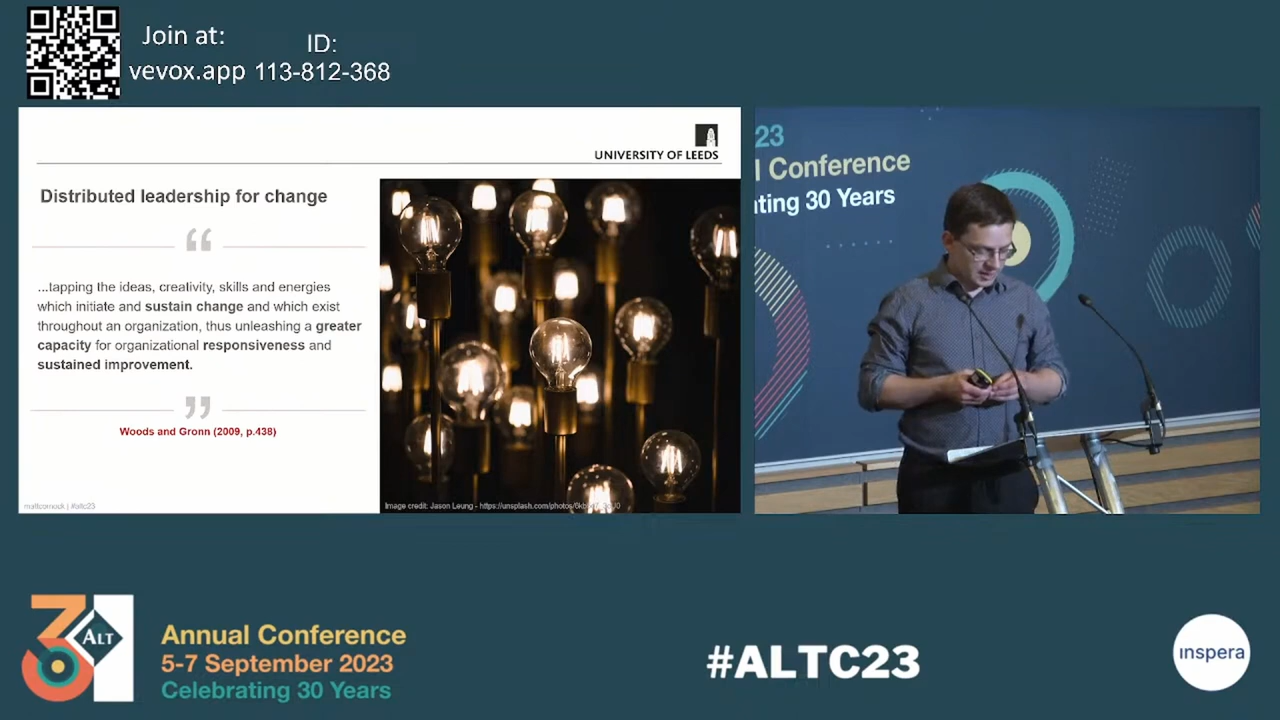 Join at:
ID:
vevox.app 113-812-368
UNIVERSITY OF LEEDS
Distributed leadership for change
“
...tapping the ideas, creativity, skills and energies
which initiate and sustain change and which exist
throughout an organization, thus unleashing a greater
capacity for organizational responsiveness and
sustained improvement.
”
Woods and Gronn (2009, p.438)
mattcornock | #altc23
Image credit: Jason Leung - https://unsplash.com/photos/
23
l Conference
ting 30 Years
ALT
Annual Conference
5-7 September 2023
Celebrating 30 Years
#ALTC23
inspera